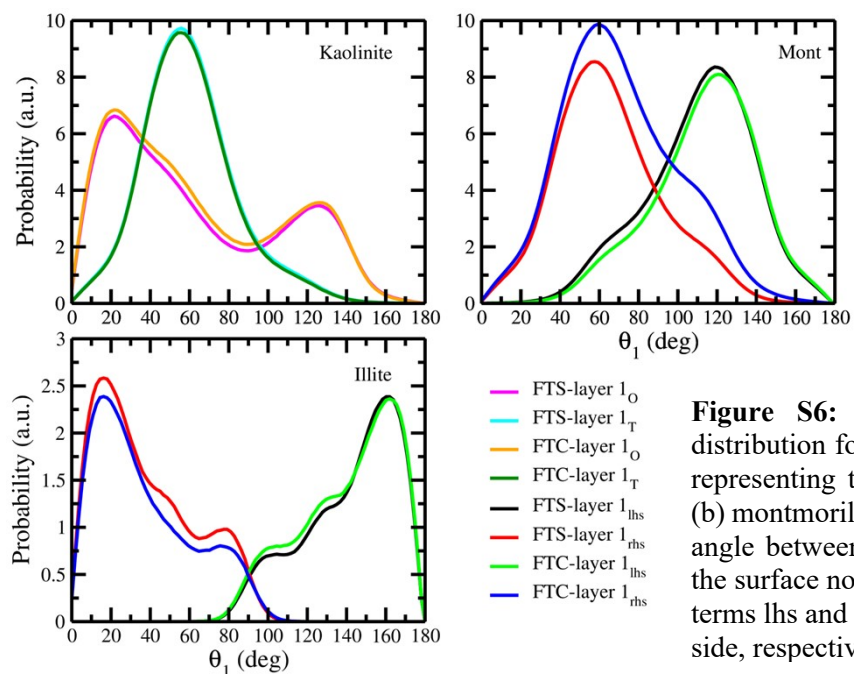 Kaolinite
Probability (a.u.)
10
8
6
4
2
0
0 20 40 60 80 100 120 140 160 180
Mont
10
8
6
4
2
0
0 20 40 60 80 100 120 140 160 180
θ1 (deg)
Illite
Probability (a.u.)
3
2.5
2
1.5
1
0.5
0
0 20 40 60 80 100 120 140 160 180
θ1 (deg)
FTS-layer 1O
FTS-layer 1T
FTC-layer 1O
FTC-layer 1T
FTS-layer 1lhs
FTS-layer 1rhs
FTC-layer 1lhs
FTC-layer 1rhs
Figure S6:
distribution fo
representing t
(b) montmoril
angle between
the surface no
terms lhs and
side, respectiv